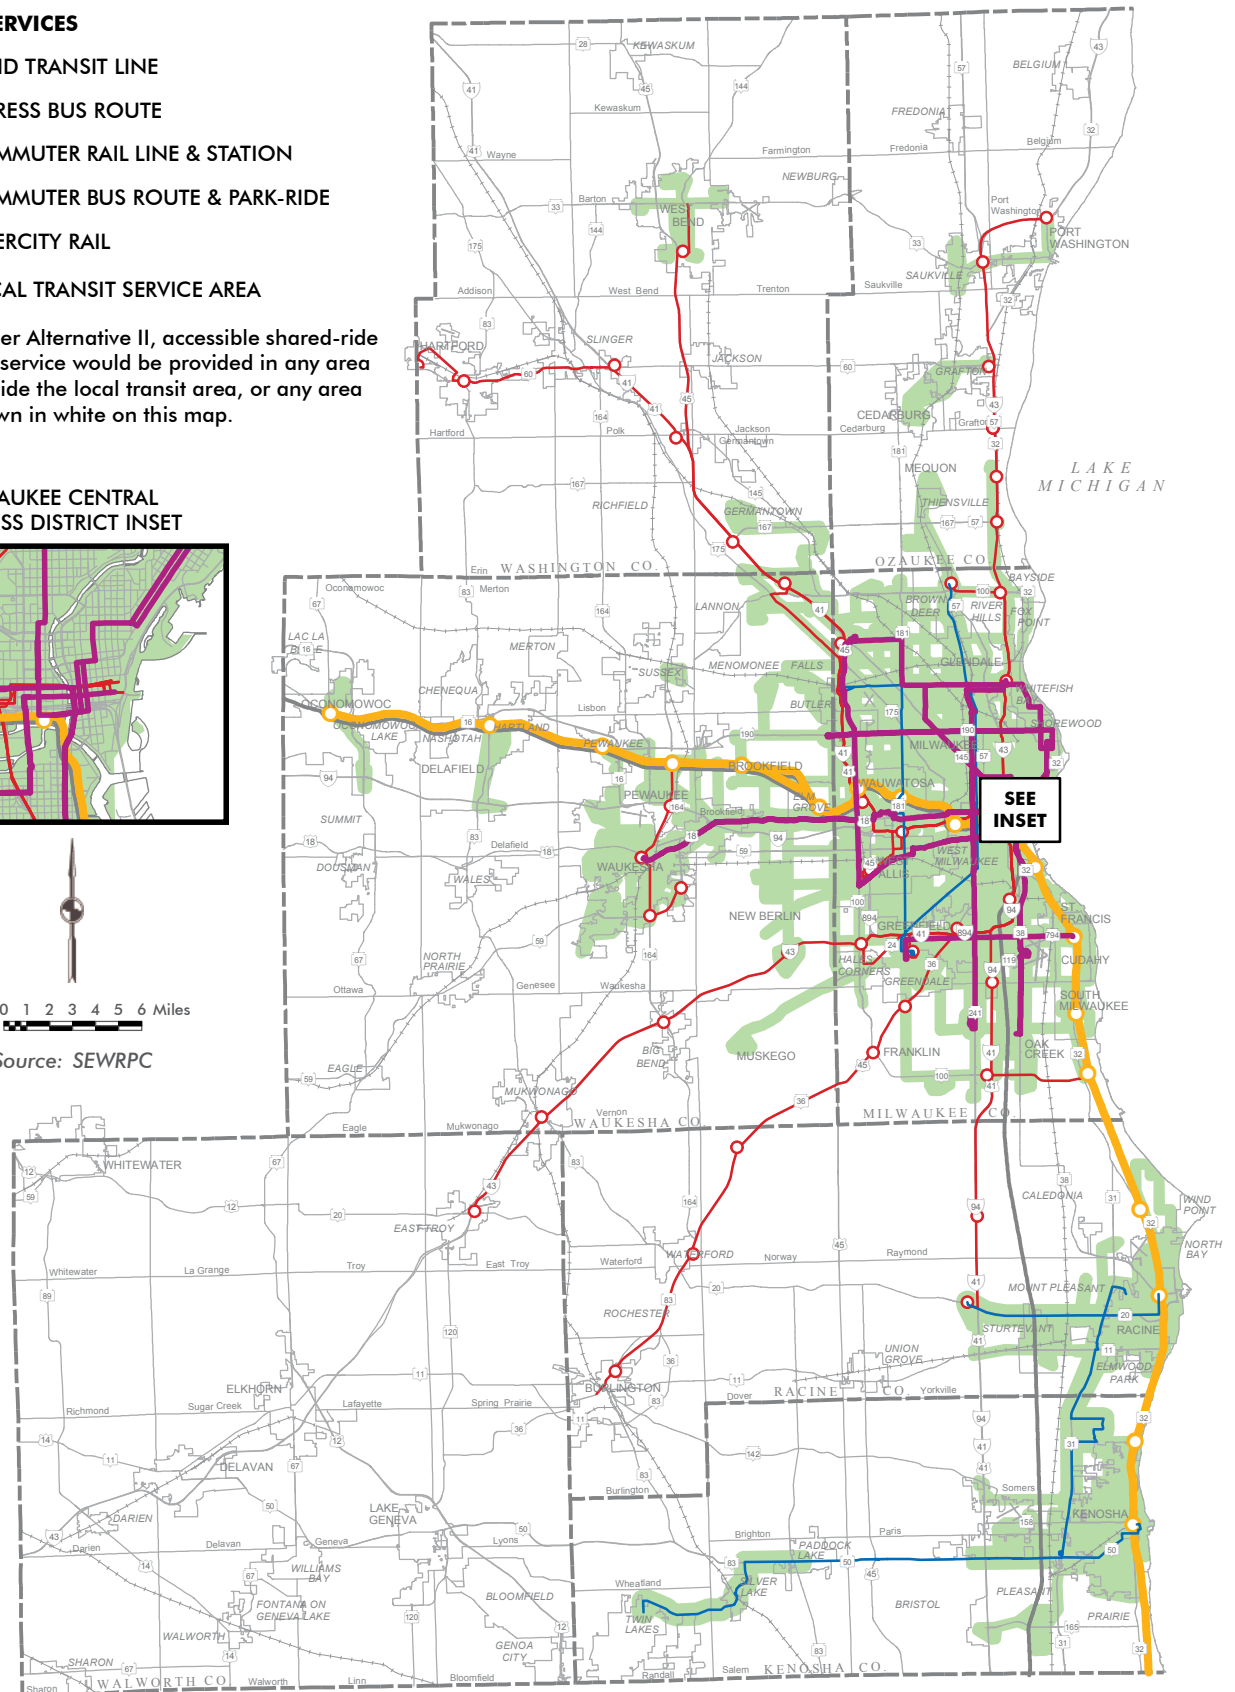 ERVICES
ID TRANSIT LINE
RESS BUS ROUTE
MMUTER RAIL LINE & STATION
MMUTER BUS ROUTE & PARK-RIDE
ERCITY RAIL
CAL TRANSIT SERVICE AREA
er Alternative II, accessible shared-ride
service would be provided in any area
ide the local transit area, or any area
wn in white on this map.
AUKEE CENTRAL
SS DISTRICT INSET
0 1 2 3 4 5 6 Miles
Source: SEWRPC
KEWASKUM
BELGIUM
Kewaskum
FREDONIA
Wayne
Farmington
Fredonia
Belgium
NEWBURG
Barton
WEST
BEND
Port
Washington
PORT
WASHINGTON
SAUKVILLE
Addison
West Bend
Trenton
Saukville
HARTFORD
SLINGER
JACKSON
GRAFTON
CEDARBURG
Hartford
Polk
Jackson
Germantown
Cedarburg
Grafton
MEQUON
LAKE
MICHIGAN
RICHFIELD
GERMANTOWN
THIENSVILLE
Erin
WASHINGTON CO.
OZAUKEE CO.
Oconomowoc
Merton
BAYSIDE
LANNON
BROWN
DEER
RIVER
HILLS
FOX
POINT
LAC LA
MERTON
SUSSEX
MENOMONEE FALLS
GLENDALE
CHENEQUA
OCONOMOWOC
Lisbon
BUTLER
WHITEFISH
BAY
OCONOMOWOC
LAKE
NASHOTAH
HARTLAND
PEWAUKEE
SHOREWOOD
MILWAUKEE
DELAFIELD
BROOKFIELD
WAUWATOSA
PEWAUKEE
ELM
GROVE
SEE
INSET
SUMMIT
Brookfield
Delafield
WEST
MILWAUKEE
DOUSMAN
WALES
WAUKESHA
WEST
ALLIS
NEW BERLIN
ST.
FRANCIS
GREENFIELD
NORTH
PRAIRIE
HALES
CORNERS
CUDAHY
GREENDALE
Ottawa
Genesee
Waukesha
SOUTH
MILWAUKEE
BIG
BEND
MUSKEGO
FRANKLIN
OAK
CREEK
EAGLE
MUKWONAGO
Vernon
Eagle
Mukwonago
WAUKESHA CO.
MILWAUKEE CO.
WHITEWATER
CALEDONIA
WIND
POINT
EAST TROY
NORTH
BAY
Whitewater
La Grange
Troy
East Troy
Waterford
WATERFORD
Norway
Raymond
MOUNT PLEASANT
ROCHESTER
STURTEVANT
RACINE
UNION
GROVE
ELMWOOD
PARK
ELKHORN
BURLINGTON
Dover
RACINE CO.
Yorkville
Richmond
Sugar Creek
Lafayette
Spring Prairie
DELAVAN
Burlington
Somers
DARIEN
LAKE
GENEVA
KENOSHA
Darien
Delavan
Geneva
Lyons
Brighton
Paris
PADDOCK
LAKE
WILLIAMS
BAY
Wheatland
SILVER
LAKE
PLEASANT
PRAIRIE
FONTANA ON
GENEVA LAKE
BLOOMFIELD
BRISTOL
TWIN
LAKES
WALWORTH
GENOA
CITY
SHARON
Sharon
WALWORTH CO.
Walworth
Linn
Bloomfield
Randall
Salem
KENOSHA CO.